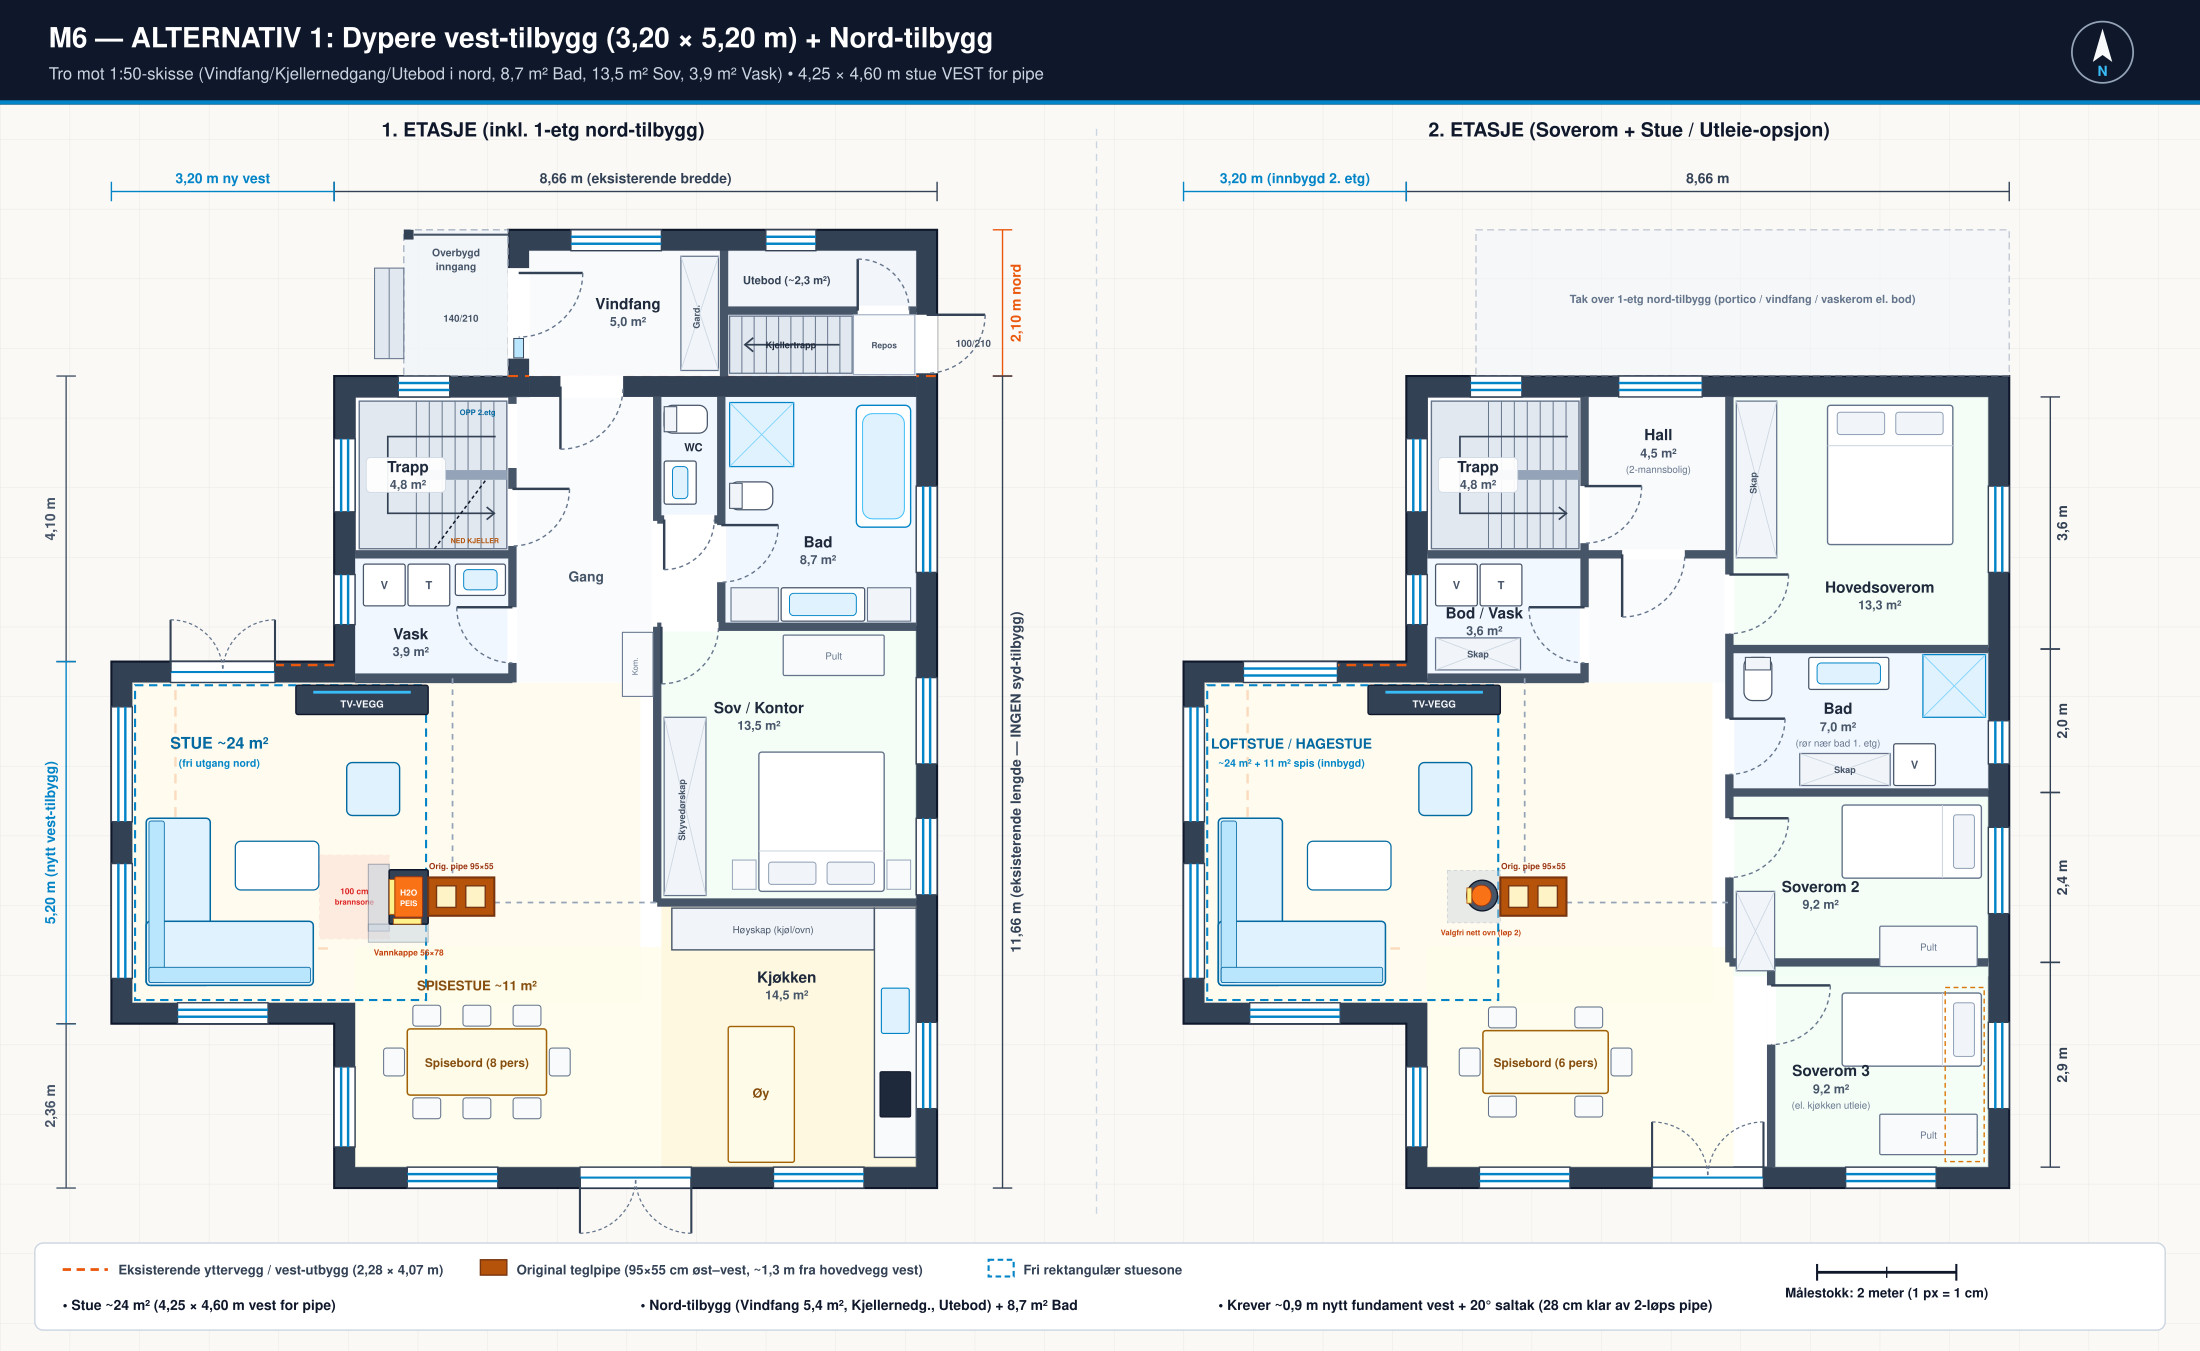 M6 — ALTERNATIV 1: Dypere vest-tilbygg (3,20 × 5,20 m) + Nord-tilbygg
Tro mot 1:50-skisse (Vindfang/Kjellernedgang/Utebod i nord, 8,7 m² Bad, 13,5 m² Sov, 3,9 m² Vask) • 4,25 × 4,60 m stue VEST for pipe
N
1. ETASJE (inkl. 1-etg nord-tilbygg)
3,20 m ny vest
8,66 m (eksisterende bredde)
Overbygd
inngang
140/210
Vindfang
5,0 m²
Gard.
Utebod (~2,3 m²)
Kjellertrapp
Repos
100/210
2,10 m nord
OPP 2.etg
Trapp
4,8 m²
NED KJELLER
WC
Bad
8,7 m²
Gang
V
T
Vask
3,9 m²
Kom.
Pult
Sov / Kontor
13,5 m²
Skyvedørskap
TV-VEGG
STUE ~24 m²
(fri utgang nord)
100 cm
brannsone
H2O
PEIS
Orig. pipe 95×55
Vannkappe 56×78
SPISESTUE ~11 m²
Spisebord (8 pers)
Høyskap (kjøl/ovn)
Kjøkken
14,5 m²
Øy
4,10 m
5,20 m (nytt vest-tilbygg)
2,36 m
11,66 m (eksisterende lengde — INGEN syd-tilbygg)
2. ETASJE (Soverom + Stue / Utleie-opsjon)
3,20 m (innbygd 2. etg)
8,66 m
Tak over 1-etg nord-tilbygg (portico / vindfang / vaskerom el. bod)
Trapp
4,8 m²
Hall
4,5 m²
(2-mannsbolig)
Skap
Hovedsoverom
13,3 m²
V
T
Bod / Vask
3,6 m²
Skap
Bad
7,0 m²
(rør nær bad 1. etg)
Skap
V
TV-VEGG
LOFTSTUE / HAGESTUE
~24 m² + 11 m² spis (innbygd)
Orig. pipe 95×55
Valgfri nett ovn (løp 2)
Soverom 2
9,2 m²
Pult
Spisebord (6 pers)
Soverom 3
9,2 m²
(el. kjøkken utleie)
Pult
3,6 m
2,0 m
2,4 m
2,9 m
Eksisterende yttervegg / vest-utbygg (2,28 × 4,07 m)
Original teglpipe (95×55 cm øst–vest, ~1,3 m fra hovedvegg vest)
Fri rektangulær stuesone
Målestokk: 2 meter (1 px = 1 cm)
• Stue ~24 m² (4,25 × 4,60 m vest for pipe)
• Nord-tilbygg (Vindfang 5,4 m², Kjellernedg., Utebod) + 8,7 m² Bad
• Krever ~0,9 m nytt fundament vest + 20° saltak (28 cm klar av 2-løps pipe)